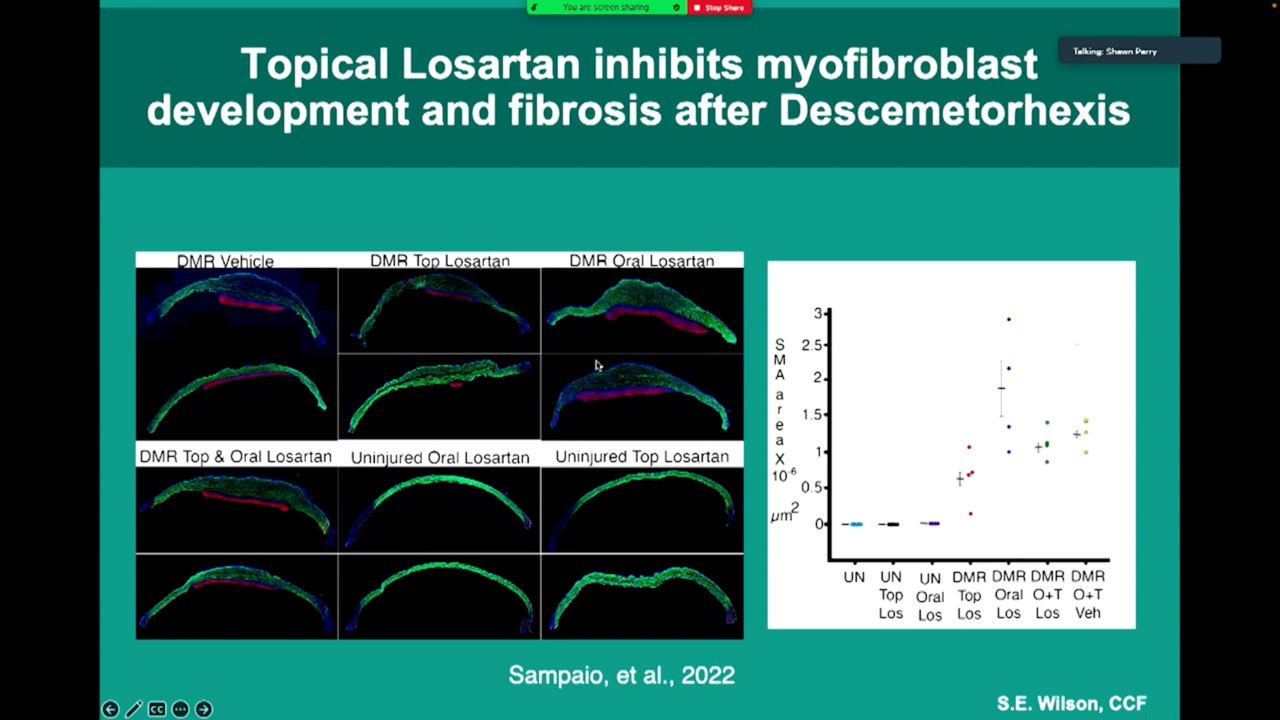 You are screen sharing
Stop Share
Talking: Shawn Perry
Topical Losartan inhibits myofibroblast
development and fibrosis after Descemetorhexis
DMR Vehicle
DMR Top Losartan
DMR Oral Losartan
DMR Top & Oral Losartan
Uninjured Oral Losartan
Uninjured Top Losartan
SMA area X 10-6 µm2
3
2.5
2
1.5
1
0.5
0
UN
UN Top Los
UN Oral Los
DMR Top Los
DMR Oral Los
DMR O+T Los
DMR O+T Veh
Sampaio, et al., 2022
S.E. Wilson, CCF
CC